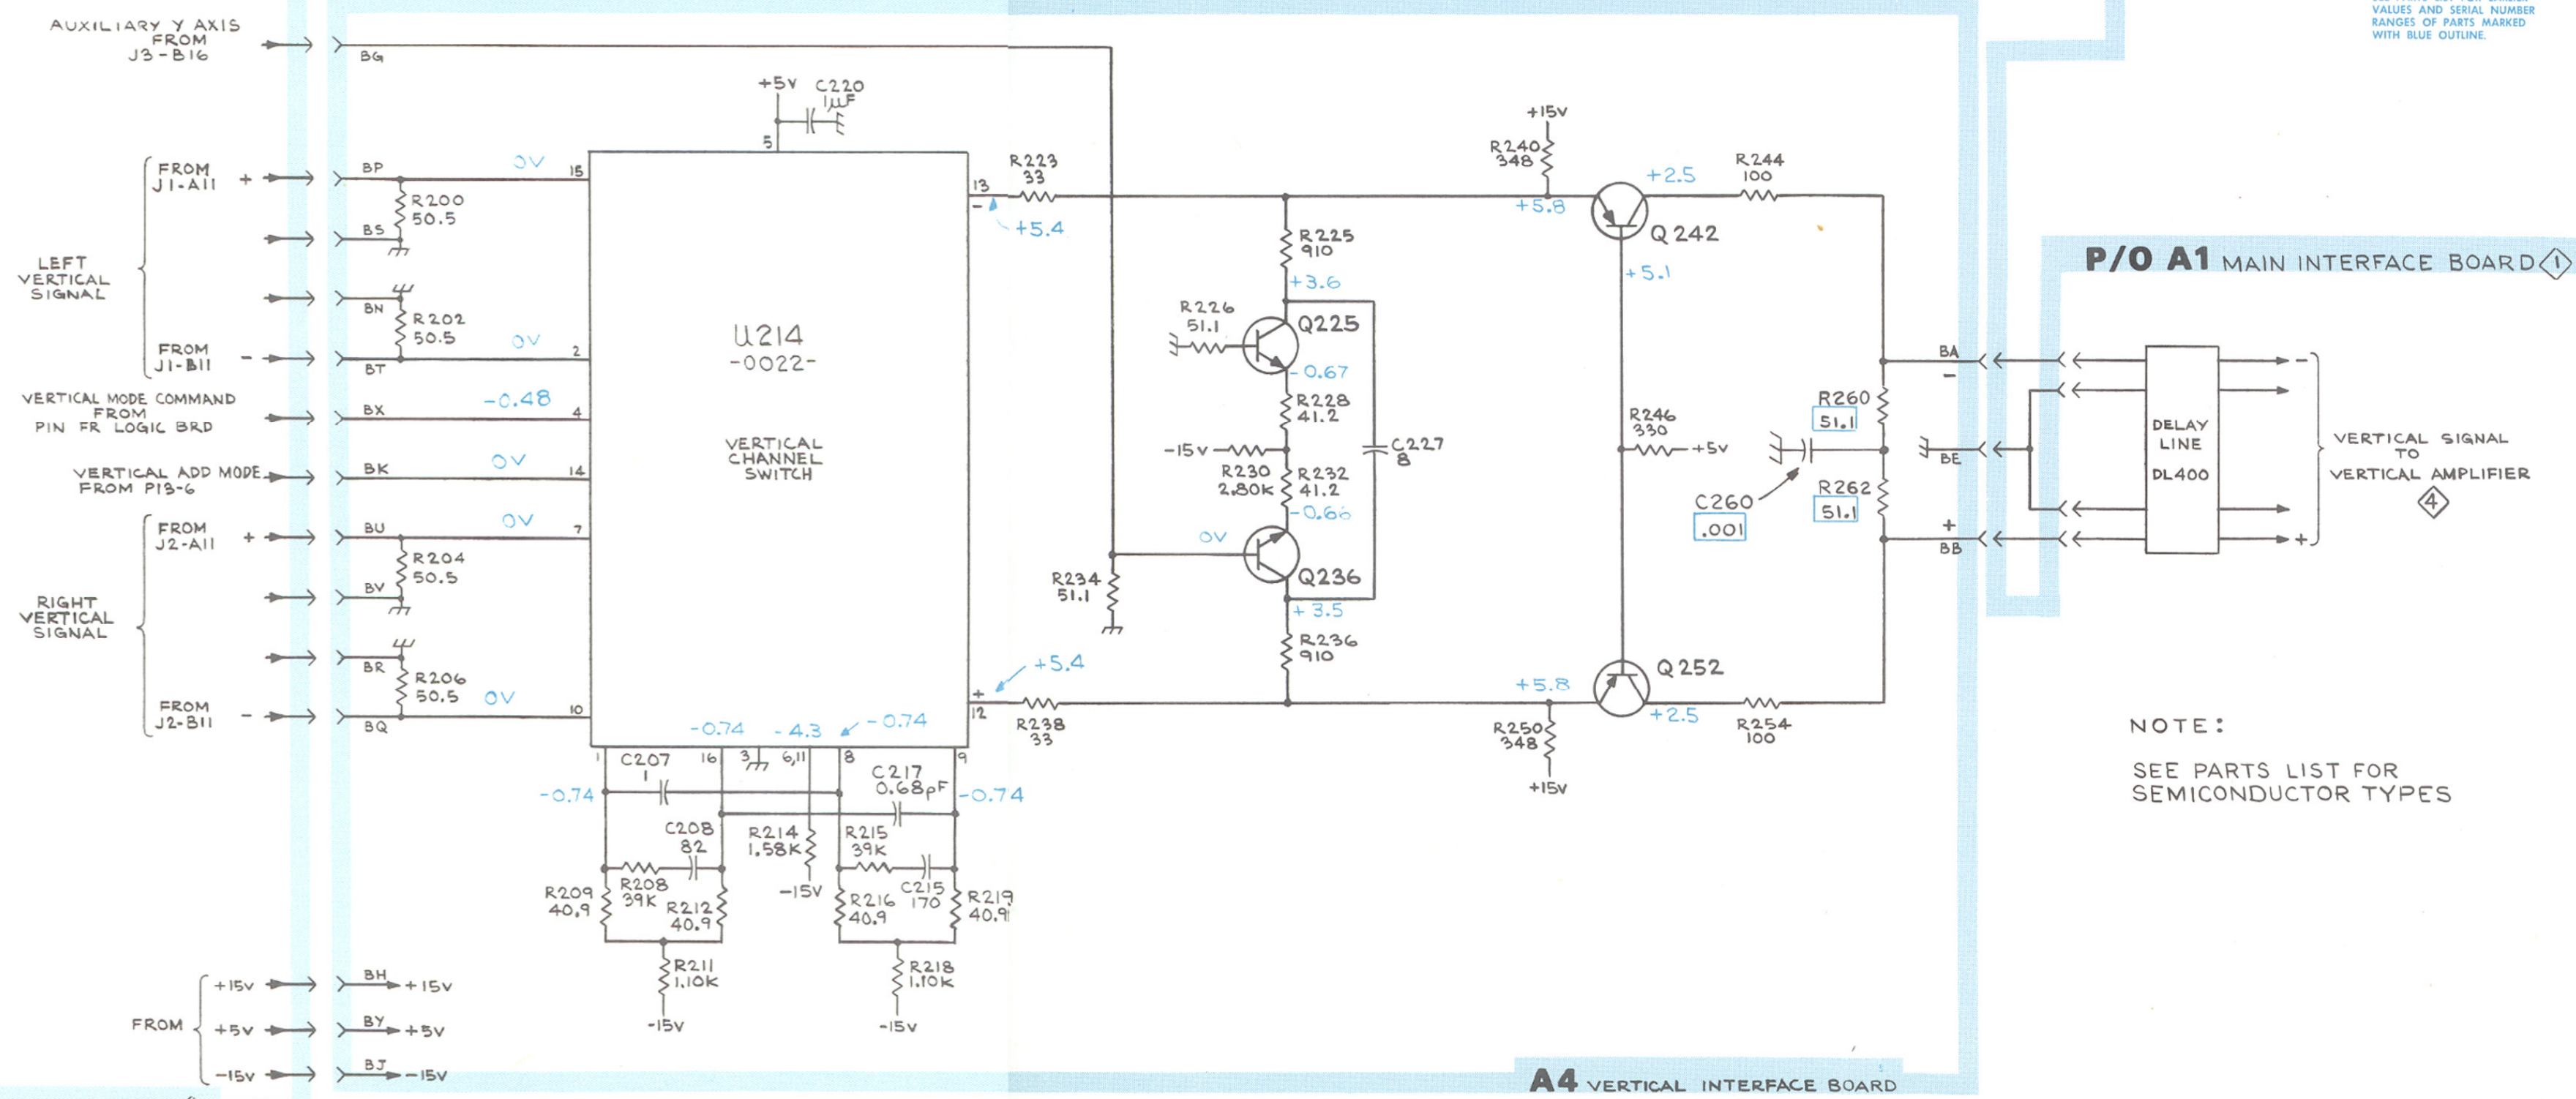 AUXILIARY Y AXIS
FROM
J3-B16
BG
VALUES AND SERIAL NUMBER
RANGES OF PARTS MARKED
WITH BLUE OUTLINE.
+5V
C220
1µF
5
LEFT
VERTICAL
SIGNAL
FROM
J1-A11
+
BP
0V
15
R200
50.5
BS
BN
R202
50.5
FROM
J1-B11
-
BT
0V
2
VERTICAL MODE COMMAND
FROM
PIN FR LOGIC BRD
BX
-0.48
4
VERTICAL ADD MODE
FROM P13-6
BK
0V
14
RIGHT
VERTICAL
SIGNAL
FROM
J2-A11
+
BU
0V
7
R204
50.5
BV
BR
R206
50.5
FROM
J2-B11
-
BQ
0V
10
U214
-0022-
VERTICAL
CHANNEL
SWITCH
13
-
+5.4
R223
33
+
12
+5.4
R238
33
-0.74
-4.3
-0.74
1
16
3
6,11
8
9
C207
1
C217
0.68pF
-0.74
-0.74
C208
82
R214
1.58K
-15V
R215
39K
R208
39K
C215
170
R209
40.9
R212
40.9
R216
40.9
R219
40.9
R211
1.10K
-15V
R218
1.10K
-15V
R225
910
+3.6
R226
51.1
Q225
-0.67
R228
41.2
-15V
R230
2.80K
R232
41.2
-0.66
C227
8
0V
Q236
R234
51.1
+3.5
R236
910
+15V
R240
348
+5.8
+2.5
R244
100
Q242
+5.1
R246
330
+5V
Q252
+5.8
+2.5
R250
348
+15V
R254
100
R260
51.1
C260
.001
R262
51.1
BA
-
BE
+
BB
P/O A1 MAIN INTERFACE BOARD 1
DELAY
LINE
DL400
-
+
VERTICAL SIGNAL
TO
VERTICAL AMPLIFIER
4
NOTE:
SEE PARTS LIST FOR
SEMICONDUCTOR TYPES
FROM
+15V
BH
+15V
+5V
BY
+5V
-15V
BJ
-15V
A4 VERTICAL INTERFACE BOARD